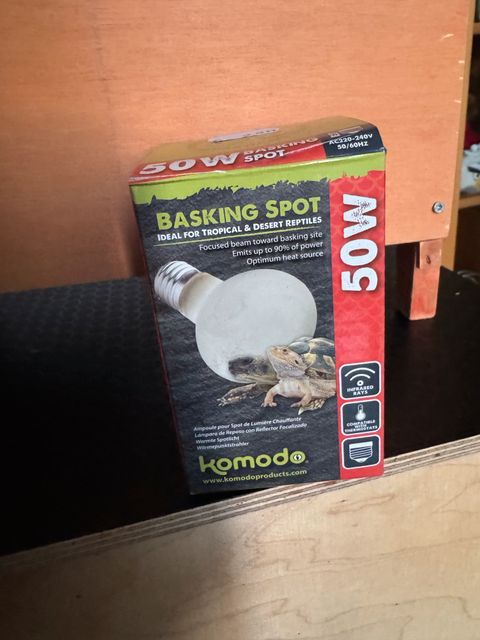 50W BASKING
SPOT
AC220-240V
50/60HZ
BASKING SPOT
IDEAL FOR TROPICAL & DESERT REPTILES
Focused beam toward basking site
Emits up to 90% of power
Optimum heat source
50W
INFRARED
RAYS
COMPATIBLE
WITH
THERMOSTATS
Ampoule pour Spot de Lumière Chauffante
Lámpara de Reposo con Reflector Focalizado
Warmte Spotlicht
Wärmepunktstrahler
komodo
www.komodoproducts.com